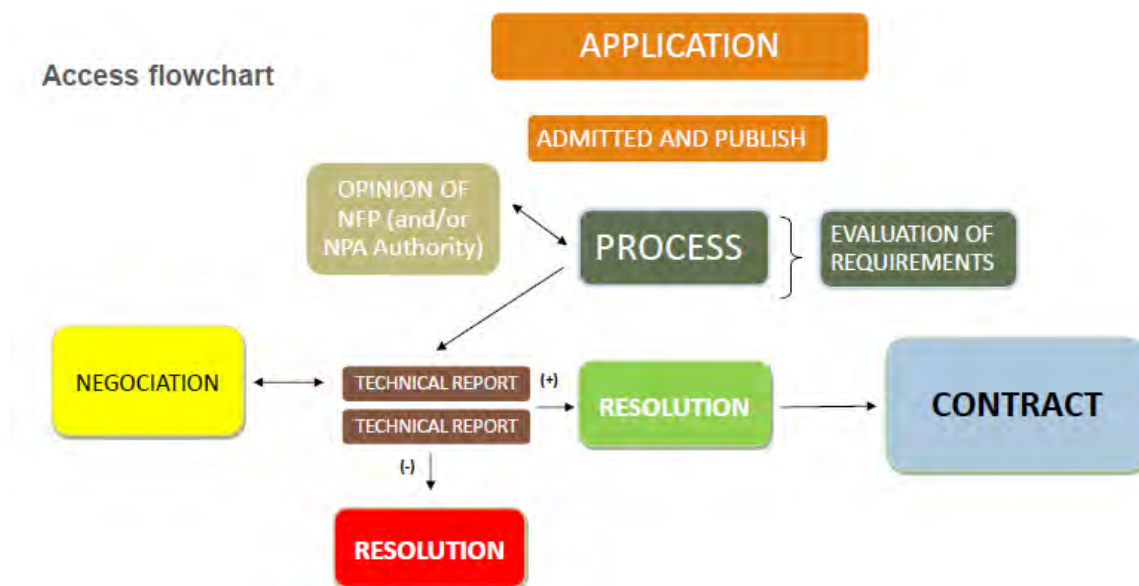 APPLICATION
Access flowchart
ADMITTED AND PUBLISH
OPINION OF
NFP (and/or
NPA Authority)
PROCESS
EVALUATION OF
REQUIREMENTS
NEGOCIATION
TECHNICAL REPORT
(+)
TECHNICAL REPORT
RESOLUTION
CONTRACT
(-)
RESOLUTION